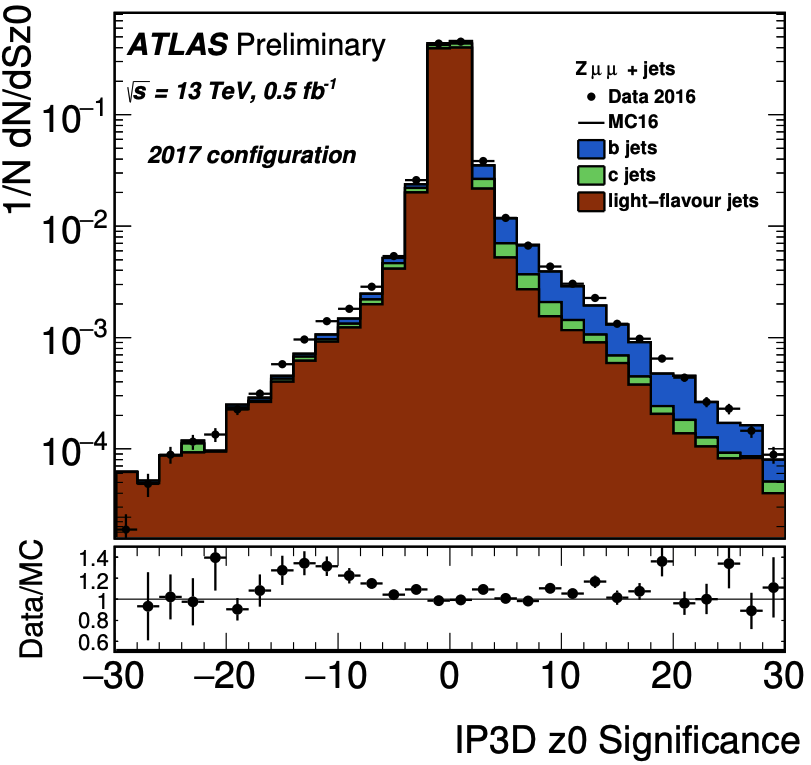 ATLAS Preliminary
√s = 13 TeV, 0.5 fb⁻¹
2017 configuration
Z μ μ + jets
Data 2016
MC16
b jets
c jets
light−flavour jets
1/N dN/dSz0
10⁻¹
10⁻²
10⁻³
10⁻⁴
Data/MC
1.4
1.2
1
0.8
0.6
−30 −20 −10 0 10 20 30
IP3D z0 Significance